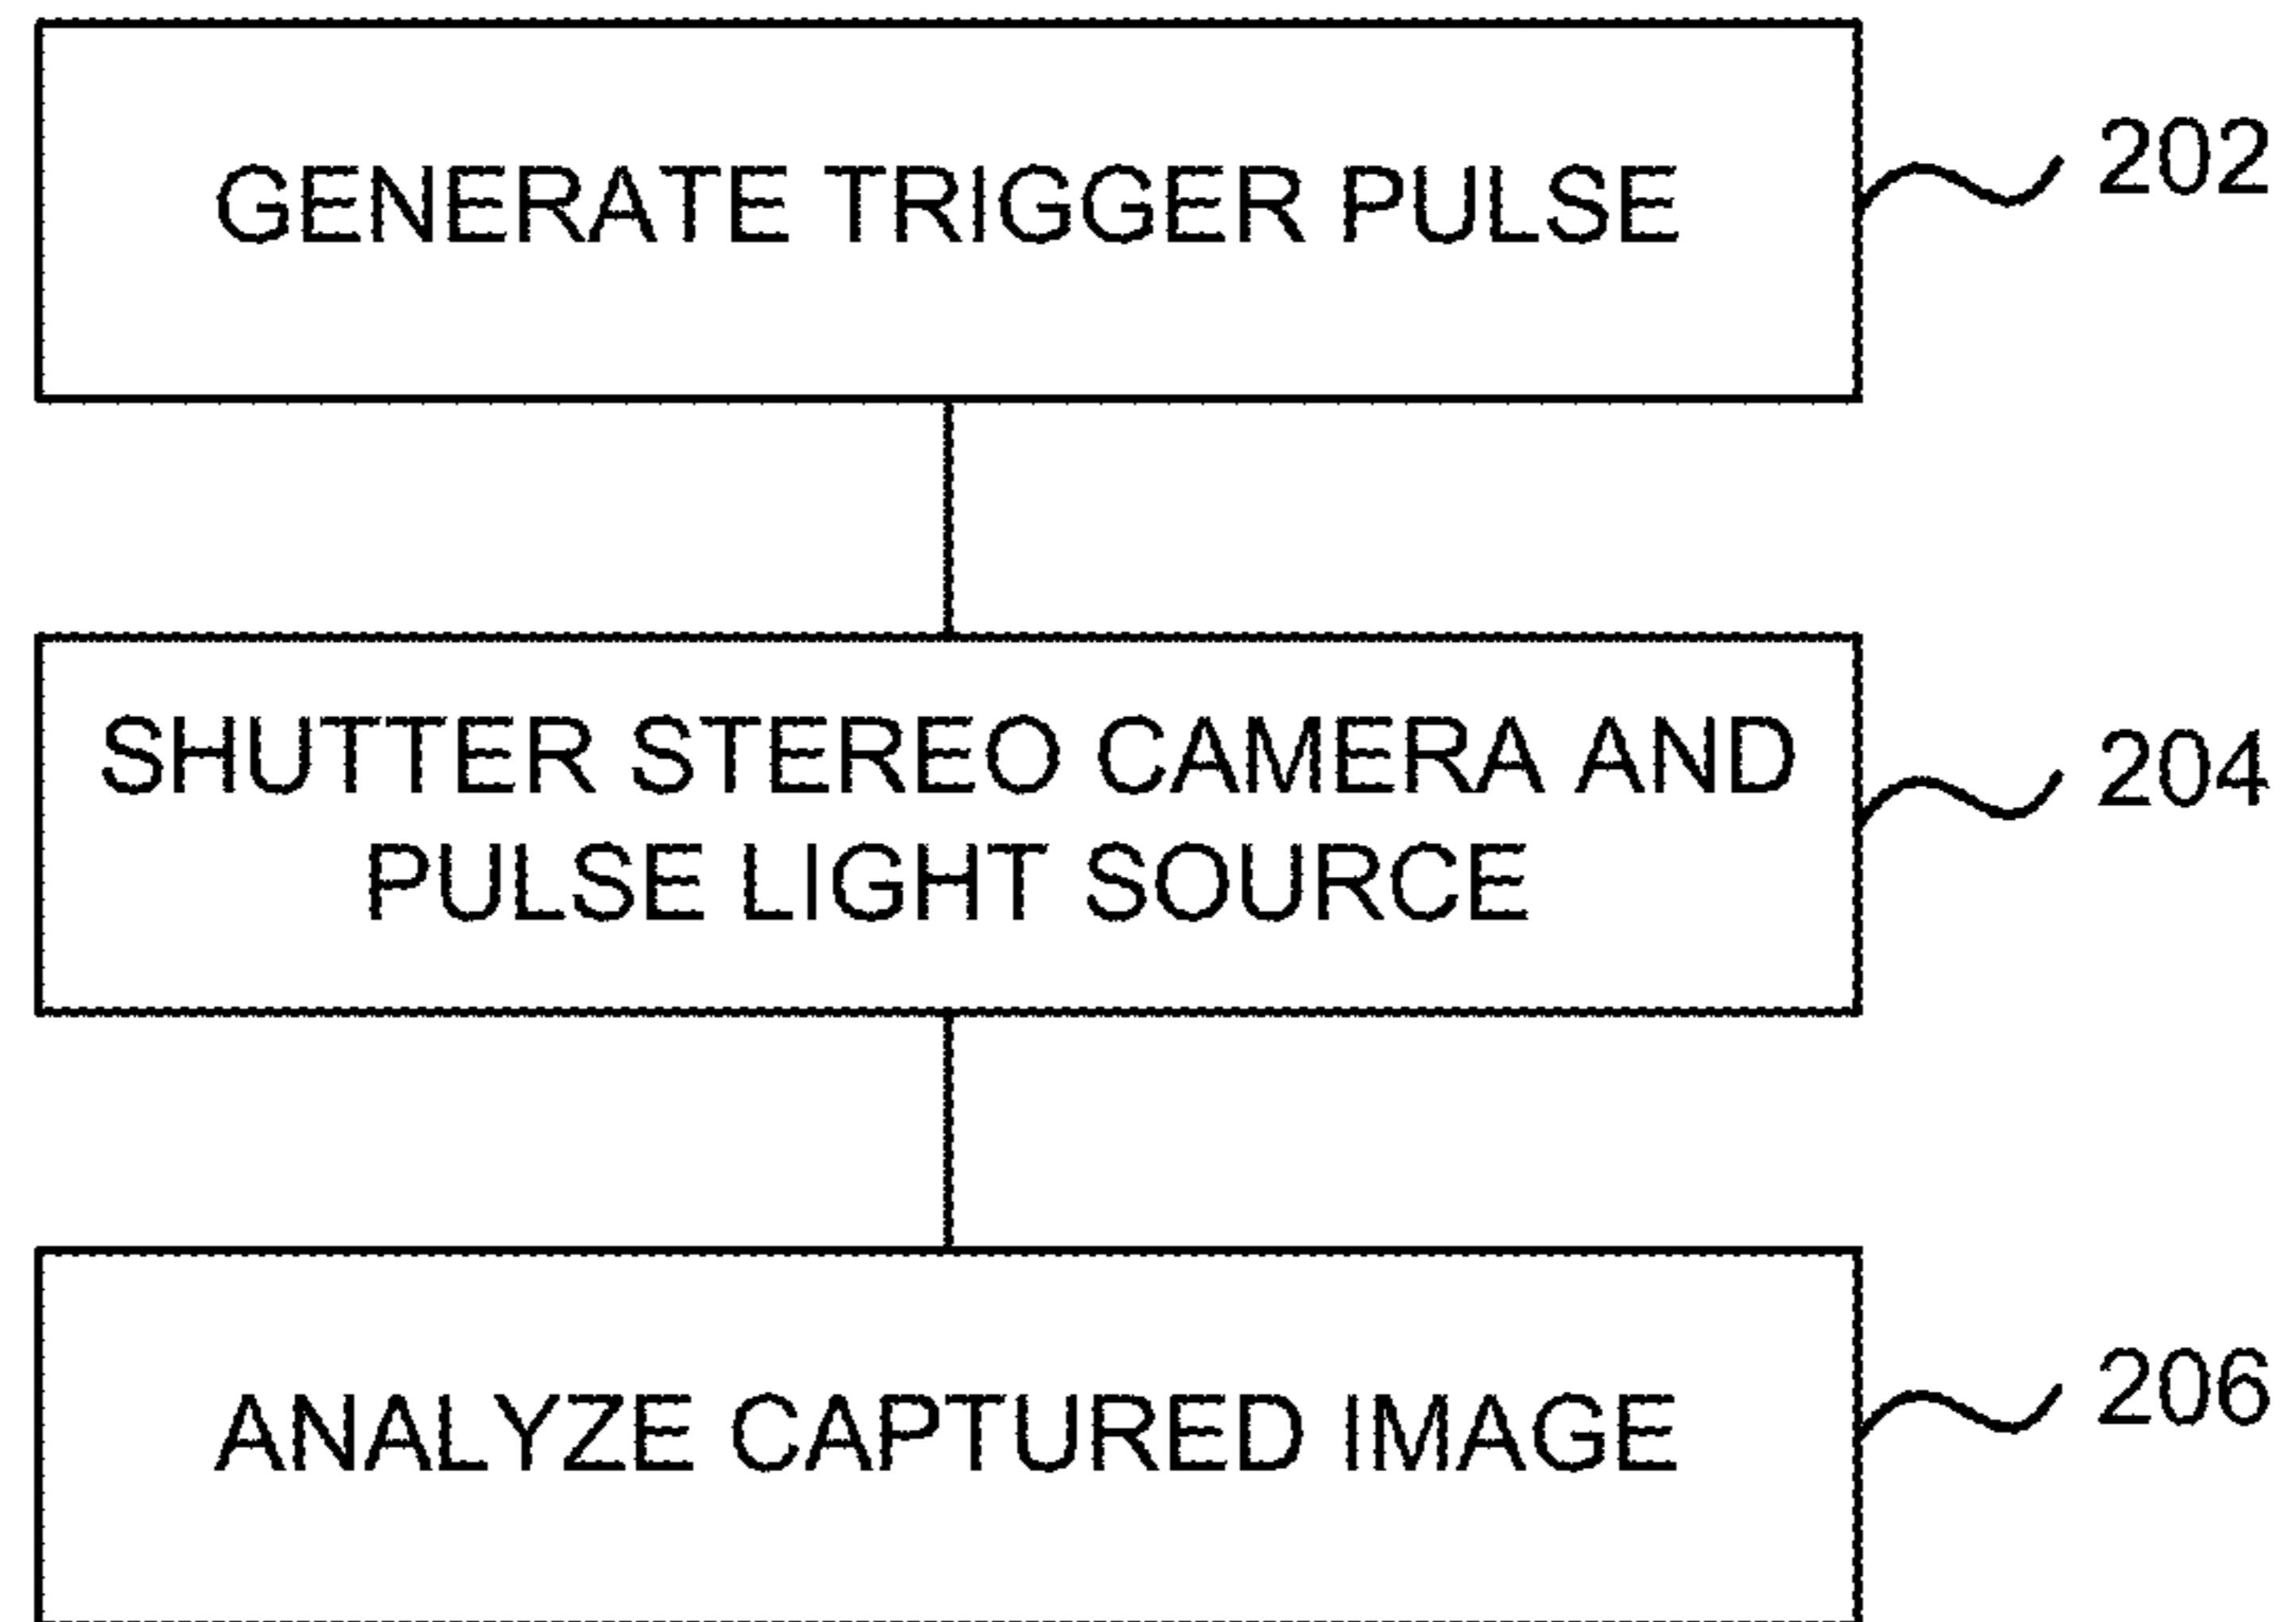 GENERATE TRIGGER PULSE
202
SHUTTER STEREO CAMERA AND
PULSE LIGHT SOURCE
204
ANALYZE CAPTURED IMAGE
206